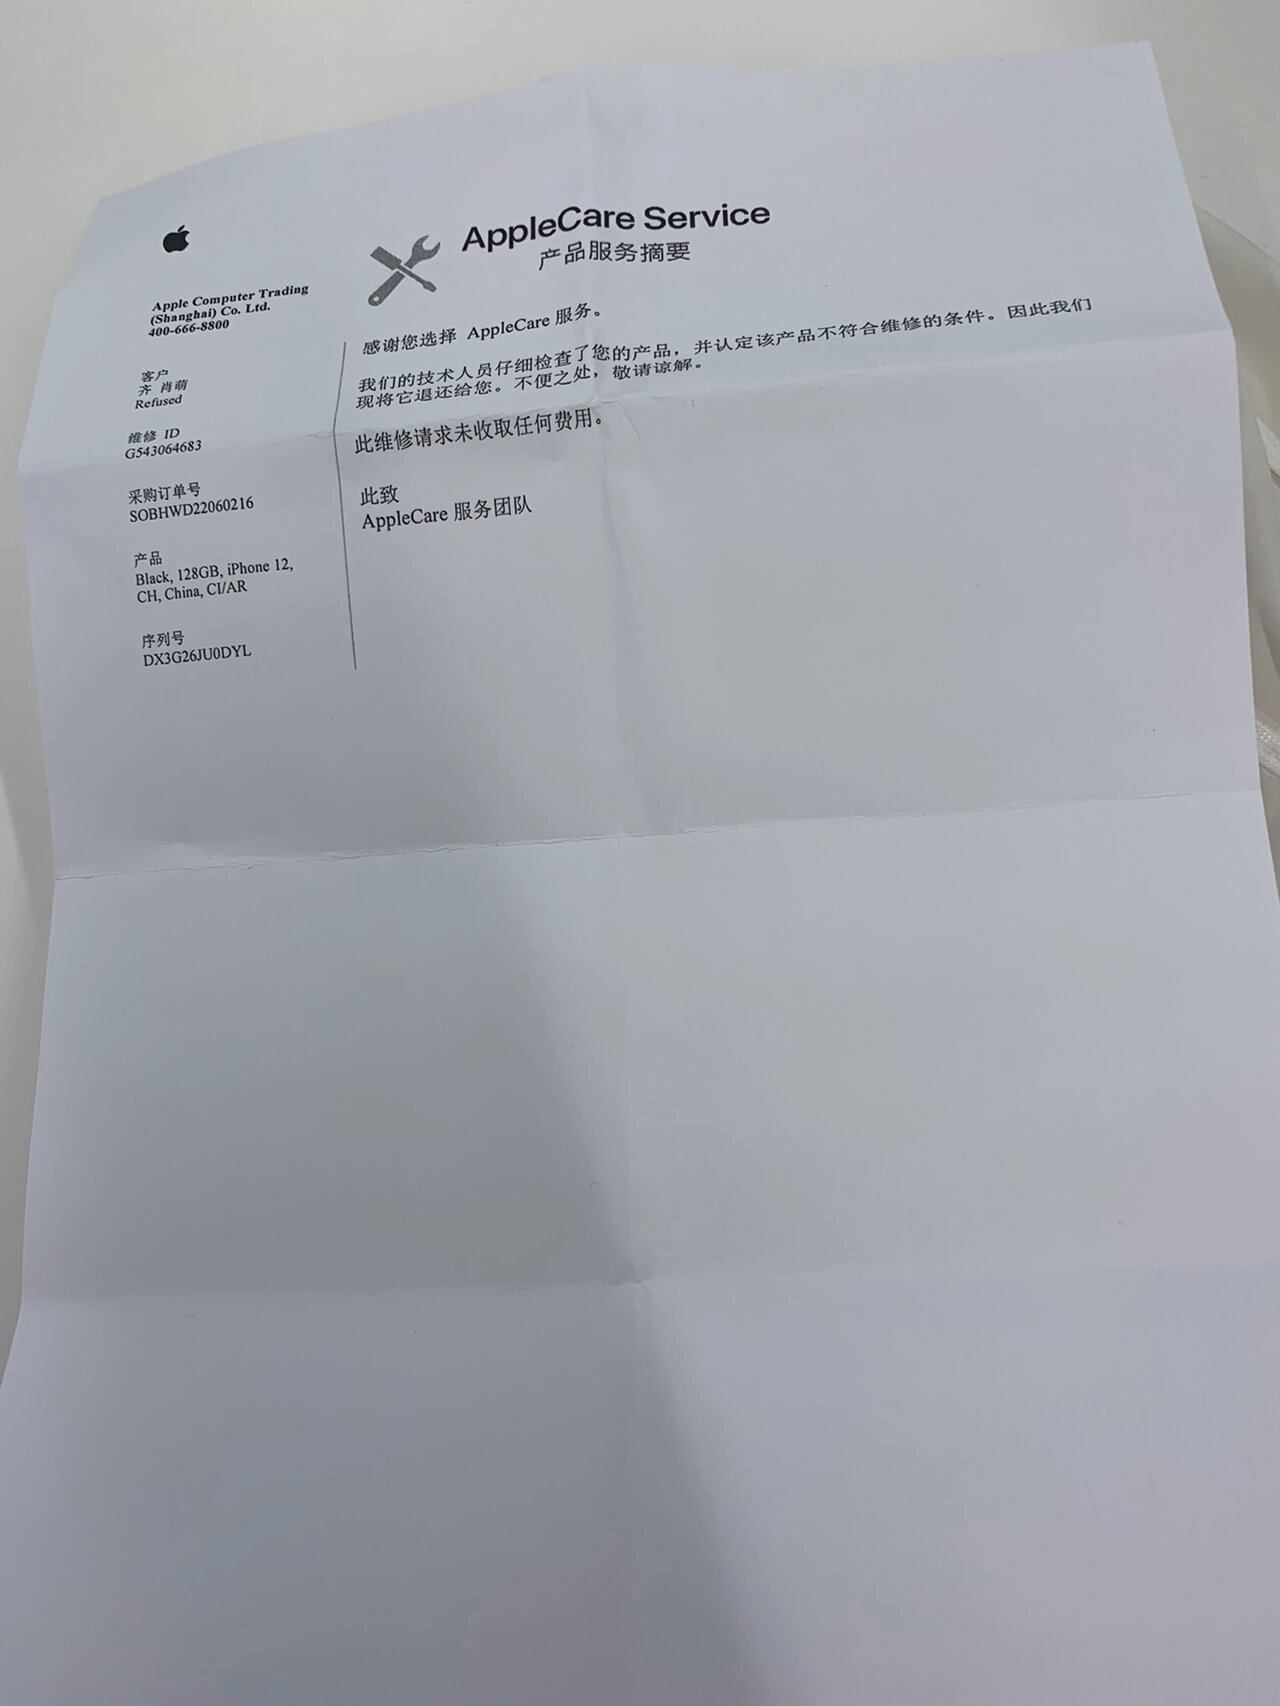 AppleCare Service
产品服务摘要
Apple Computer Trading
(Shanghai) Co. Ltd.
400-666-8800
客户
齐 肖萌
Refused
维修 ID
G543064683
采购订单号
SOBHWD22060216
产品
Black, 128GB, iPhone 12,
CH, China, CI/AR
序列号
DX3G26JU0DYL
感谢您选择 AppleCare 服务。
我们的技术人员仔细检查了您的产品，并认定该产品不符合维修的条件。因此我们
现将它退还给您。不便之处，敬请谅解。
此维修请求未收取任何费用。
此致
AppleCare 服务团队